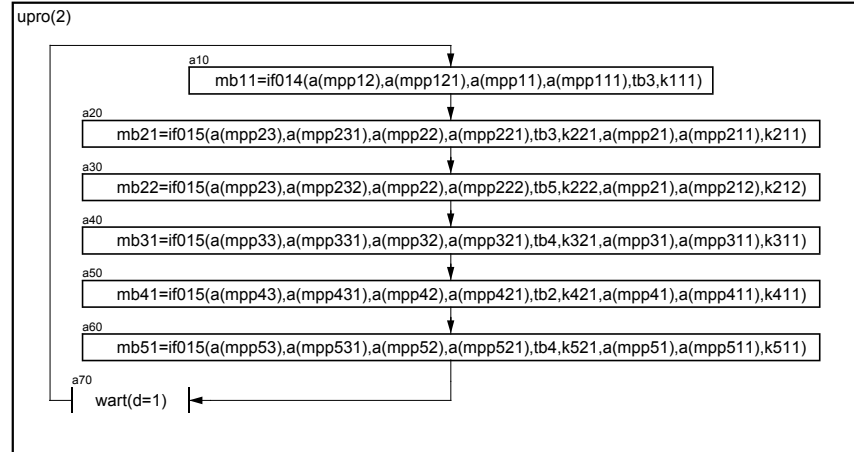 upro(2)
a10
mb11=if014(a(mpp12),a(mpp121),a(mpp11),a(mpp111),tb3,k111)
a20
mb21=if015(a(mpp23),a(mpp231),a(mpp22),a(mpp221),tb3,k221,a(mpp21),a(mpp211),k211)
a30
mb22=if015(a(mpp23),a(mpp232),a(mpp22),a(mpp222),tb5,k222,a(mpp21),a(mpp212),k212)
a40
mb31=if015(a(mpp33),a(mpp331),a(mpp32),a(mpp321),tb4,k321,a(mpp31),a(mpp311),k311)
a50
mb41=if015(a(mpp43),a(mpp431),a(mpp42),a(mpp421),tb2,k421,a(mpp41),a(mpp411),k411)
a60
mb51=if015(a(mpp53),a(mpp531),a(mpp52),a(mpp521),tb4,k521,a(mpp51),a(mpp511),k511)
a70
wart(d=1)